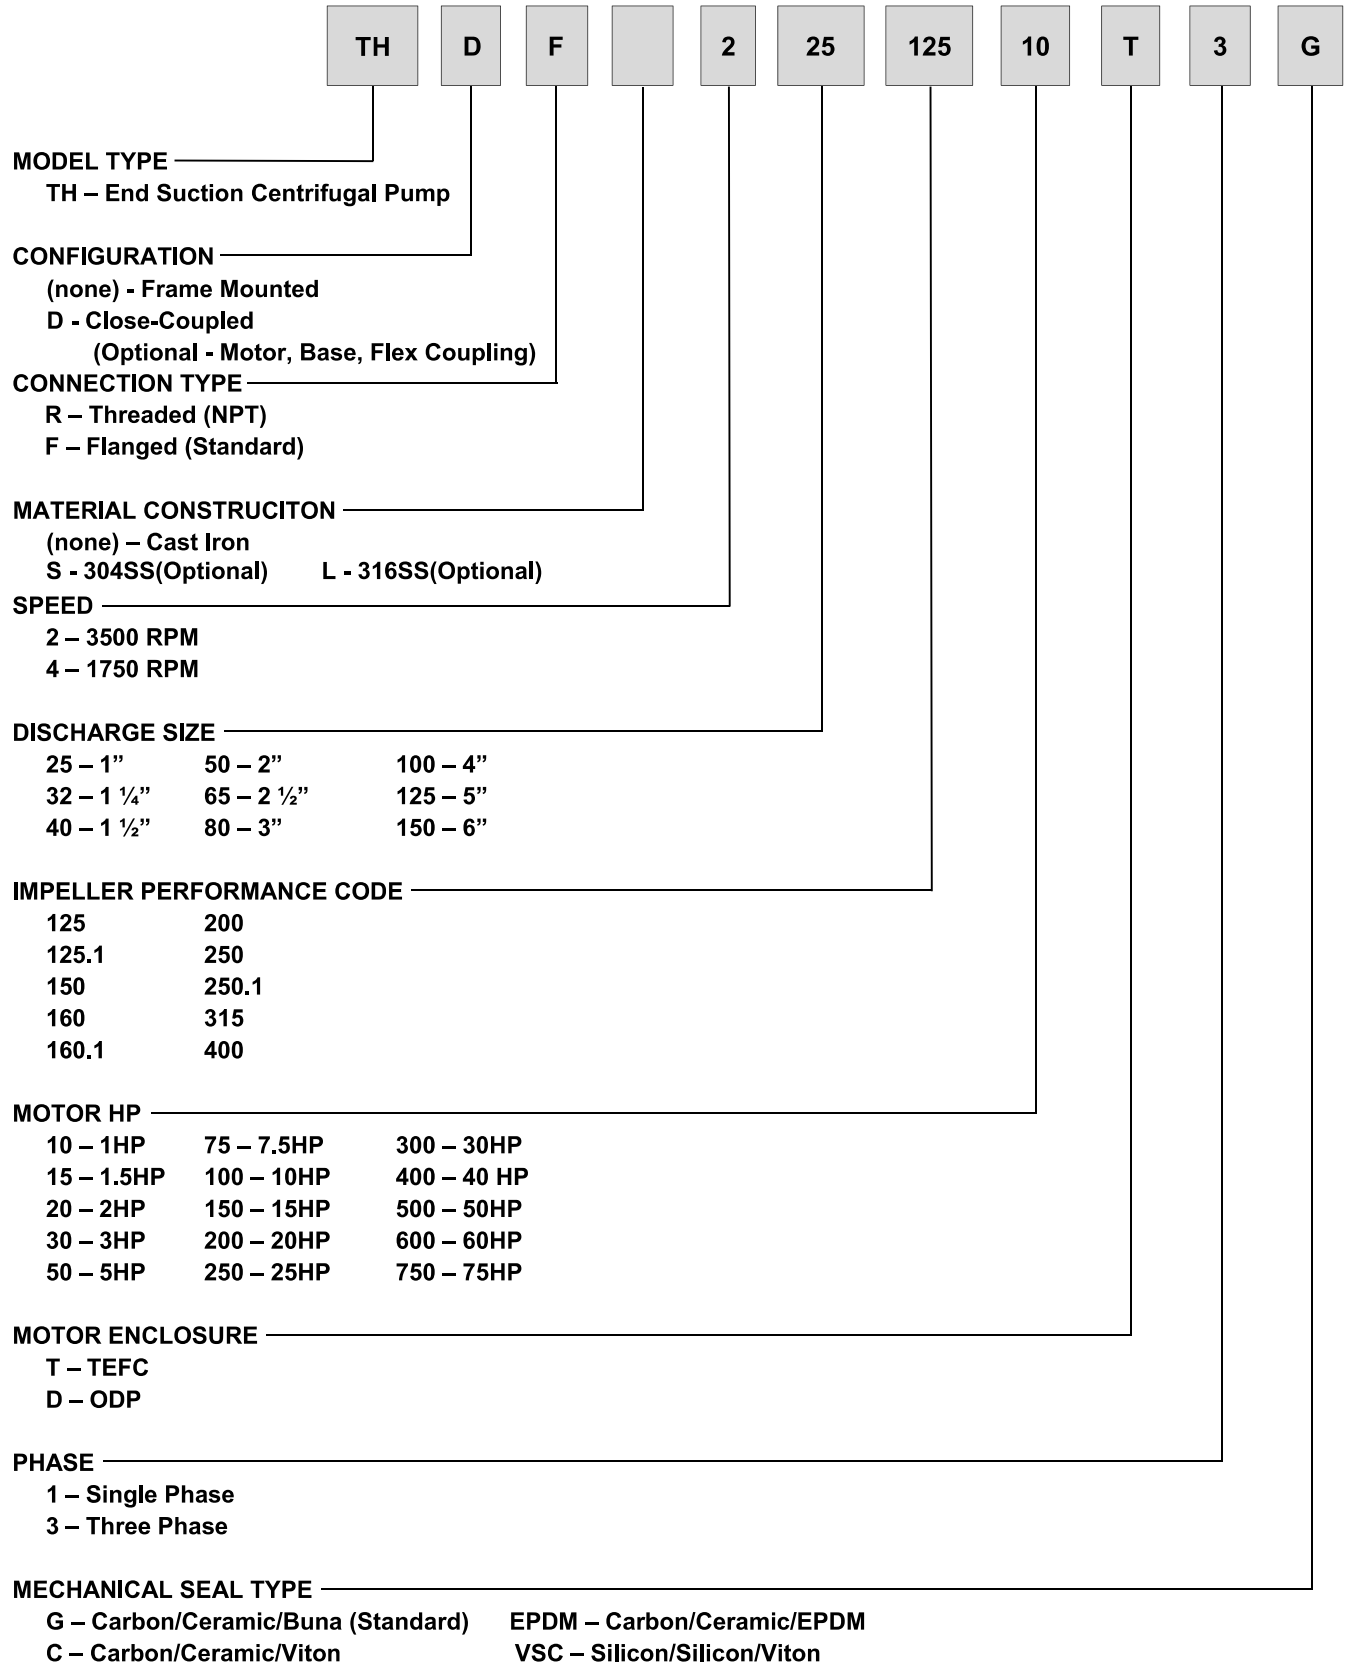 TH D F 2 25 125 10 T 3 G
MODEL TYPE
TH – End Suction Centrifugal Pump
CONFIGURATION
(none) - Frame Mounted
D - Close-Coupled
(Optional - Motor, Base, Flex Coupling)
CONNECTION TYPE
R – Threaded (NPT)
F – Flanged (Standard)
MATERIAL CONSTRUCITON
(none) – Cast Iron
S - 304SS(Optional) L - 316SS(Optional)
SPEED
2 – 3500 RPM
4 – 1750 RPM
DISCHARGE SIZE
25 – 1” 50 – 2” 100 – 4”
32 – 1 ¼” 65 – 2 ½” 125 – 5”
40 – 1 ½” 80 – 3” 150 – 6”
IMPELLER PERFORMANCE CODE
125 200
125.1 250
150 250.1
160 315
160.1 400
MOTOR HP
10 – 1HP 75 – 7.5HP 300 – 30HP
15 – 1.5HP 100 – 10HP 400 – 40 HP
20 – 2HP 150 – 15HP 500 – 50HP
30 – 3HP 200 – 20HP 600 – 60HP
50 – 5HP 250 – 25HP 750 – 75HP
MOTOR ENCLOSURE
T – TEFC
D – ODP
PHASE
1 – Single Phase
3 – Three Phase
MECHANICAL SEAL TYPE
G – Carbon/Ceramic/Buna (Standard) EPDM – Carbon/Ceramic/EPDM
C – Carbon/Ceramic/Viton VSC – Silicon/Silicon/Viton